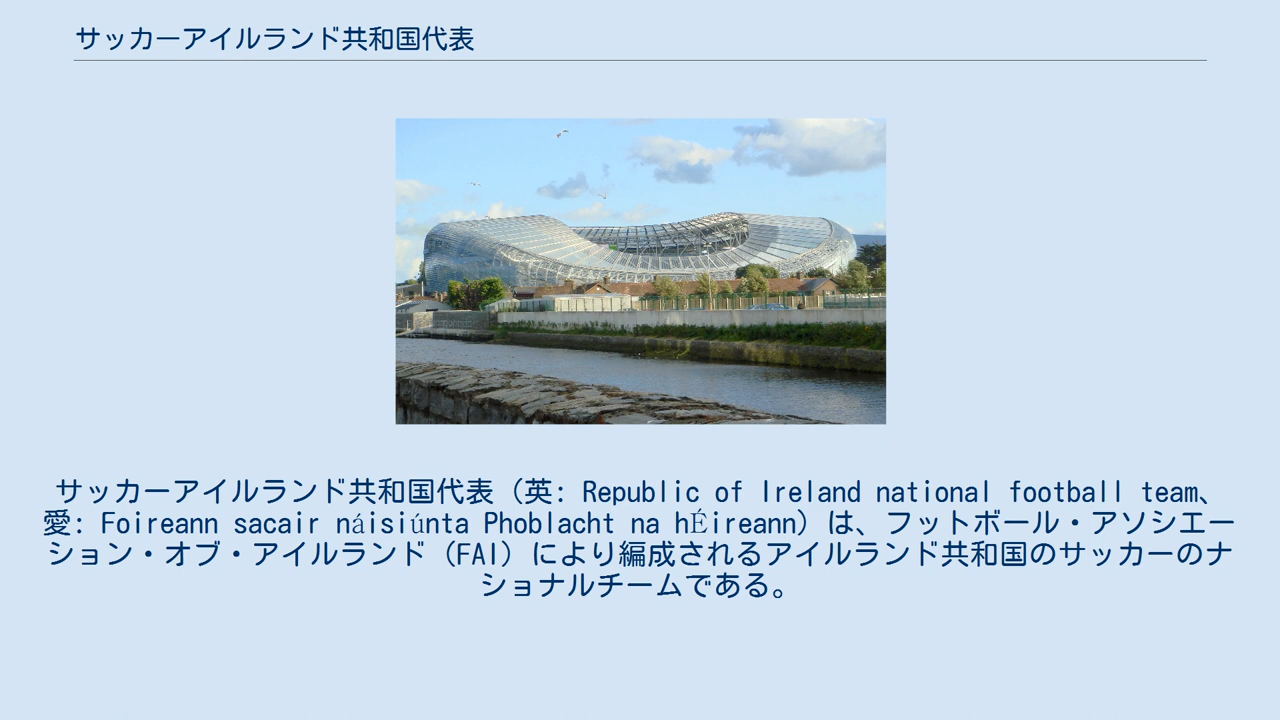 サッカーアイルランド共和国代表
サッカーアイルランド共和国代表（英: Republic of Ireland national football team、
愛: Foireann sacair náisiúnta Phoblacht na hÉireann）は、フットボール・アソシエー
ション・オブ・アイルランド（FAI）により編成されるアイルランド共和国のサッカーのナ
ショナルチームである。